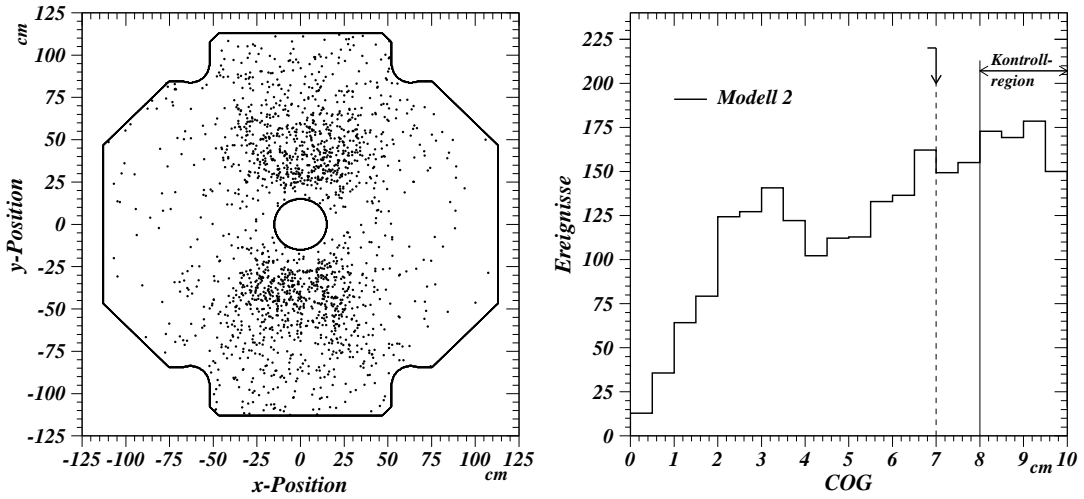 cm
125
100
75
50
25
0
-25
-50
-75
-100
-125
y-Position
-125 -100 -75 -50 -25 0 25 50 75 100 125
x-Position
cm
225
200
175
150
125
100
75
50
25
0
Ereignisse
Modell 2
Kontroll-
region
0 1 2 3 4 5 6 7 8 9 10
COG
cm